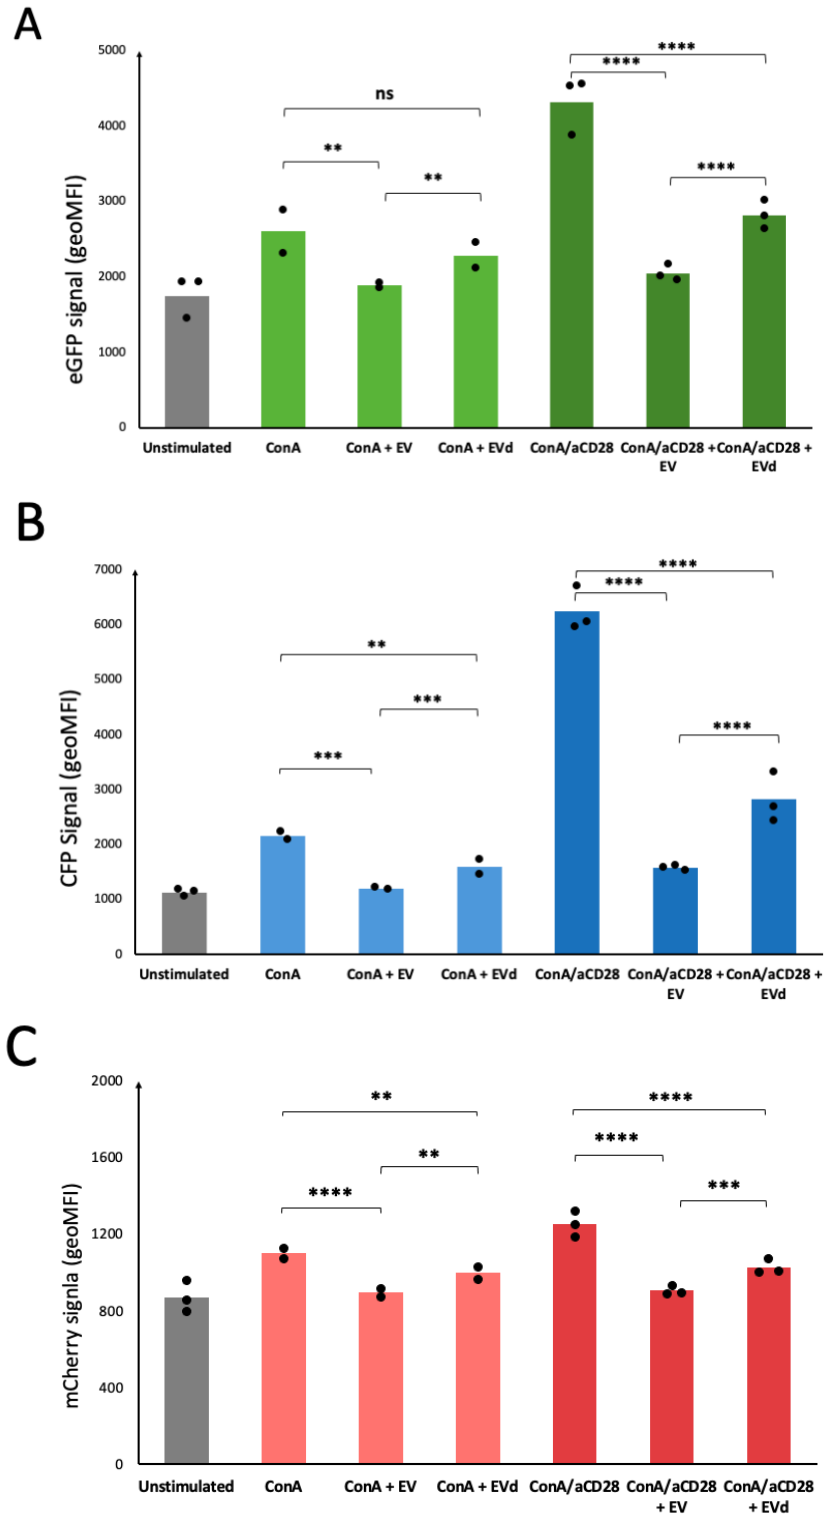 A
5000
4000
3000
2000
1000
0
eGFP signal (geoMFI)
ns
**
**
****
****
****
Unstimulated
ConA
ConA + EV
ConA + EVd
ConA/aCD28
ConA/aCD28 +
EV
ConA/aCD28 +
EVd
B
7000
6000
5000
4000
3000
2000
1000
0
CFP Signal (geoMFI)
**
***
***
****
****
****
Unstimulated
ConA
ConA + EV
ConA + EVd
ConA/aCD28
ConA/aCD28 +
EV
ConA/aCD28 +
EVd
C
2000
1600
1200
800
400
0
mCherry signla (geoMFI)
**
**
****
****
****
***
Unstimulated
ConA
ConA + EV
ConA + EVd
ConA/aCD28
ConA/aCD28
+ EV
ConA/aCD28
+ EVd